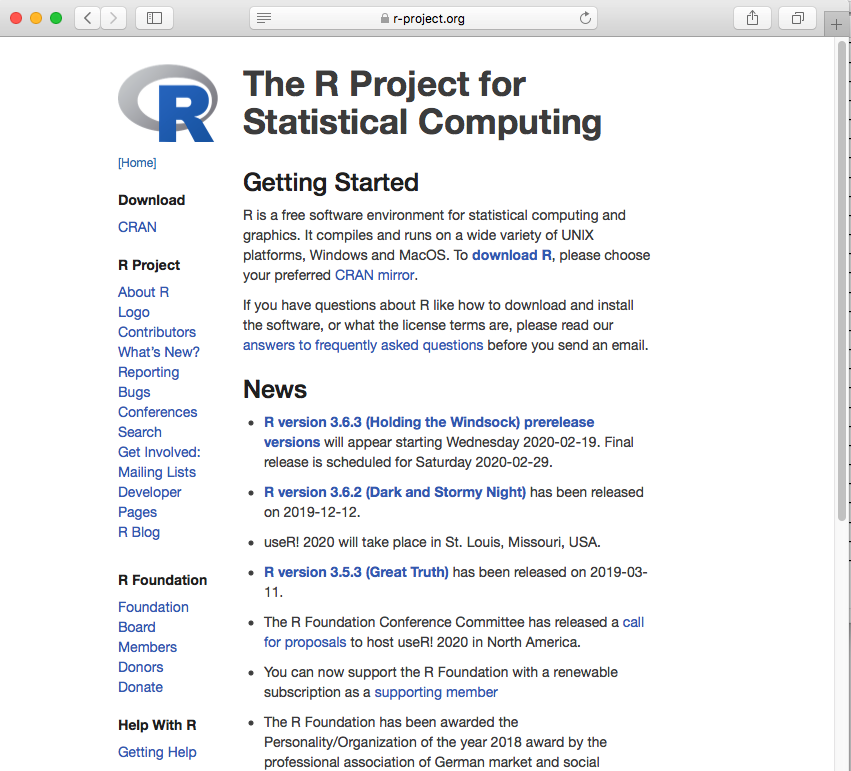 r-project.org
R
The R Project for
Statistical Computing
[Home]
Download
CRAN
R Project
About R
Logo
Contributors
What's New?
Reporting
Bugs
Conferences
Search
Get Involved:
Mailing Lists
Developer
Pages
R Blog
R Foundation
Foundation
Board
Members
Donors
Donate
Help With R
Getting Help
Getting Started
R is a free software environment for statistical computing and
graphics. It compiles and runs on a wide variety of UNIX
platforms, Windows and MacOS. To download R, please choose
your preferred CRAN mirror.
If you have questions about R like how to download and install
the software, or what the license terms are, please read our
answers to frequently asked questions before you send an email.
News
• R version 3.6.3 (Holding the Windsock) prerelease
versions will appear starting Wednesday 2020-02-19. Final
release is scheduled for Saturday 2020-02-29.
• R version 3.6.2 (Dark and Stormy Night) has been released
on 2019-12-12.
• useR! 2020 will take place in St. Louis, Missouri, USA.
• R version 3.5.3 (Great Truth) has been released on 2019-03-
11.
• The R Foundation Conference Committee has released a call
for proposals to host useR! 2020 in North America.
• You can now support the R Foundation with a renewable
subscription as a supporting member
• The R Foundation has been awarded the
Personality/Organization of the year 2018 award by the
professional association of German market and social